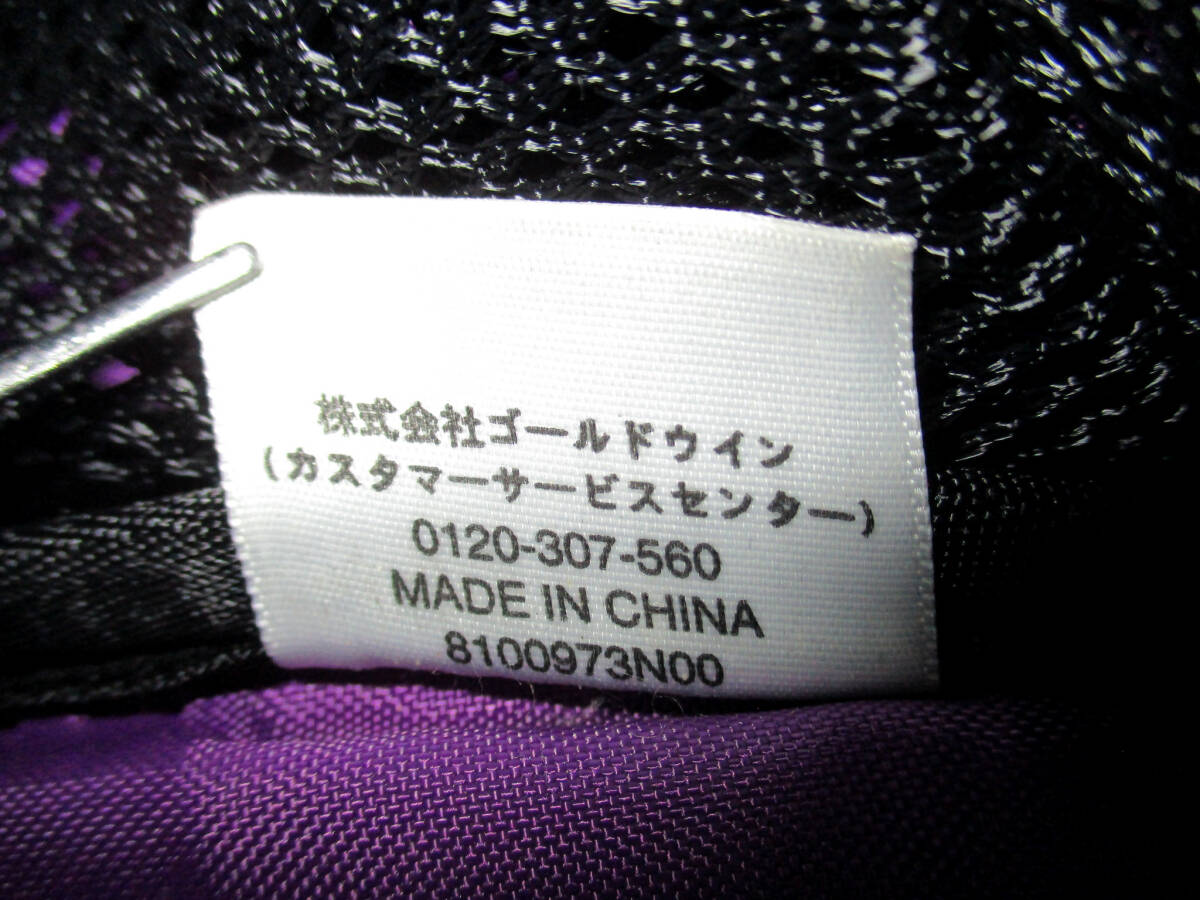 株式会社ゴールドウイン
(カスタマーサービスセンター)
0120-307-560
MADE IN CHINA
8100973N00